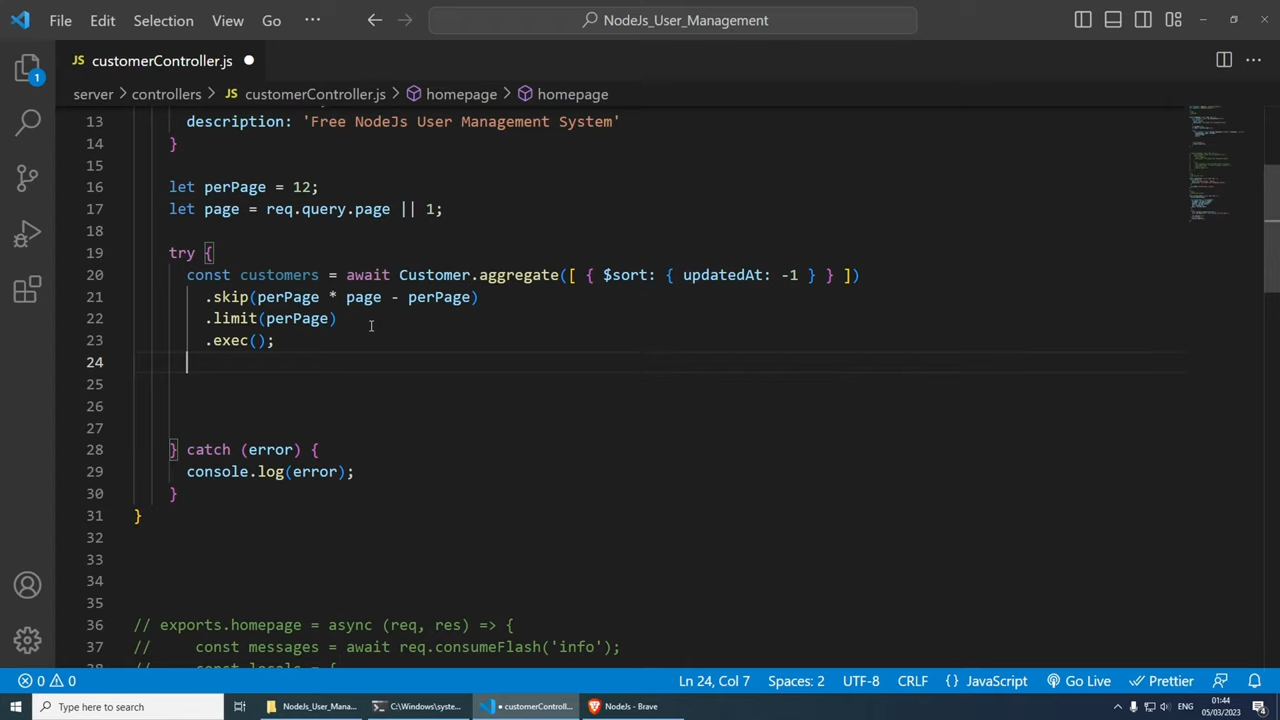 File Edit Selection View Go ··· NodeJs_User_Management
JS customerController.js
1
server > controllers > JS customerController.js > homepage > homepage
13 description: 'Free NodeJs User Management System'
14 }
15
16 let perPage = 12;
17 let page = req.query.page || 1;
18
19 try {
20 const customers = await Customer.aggregate([ { $sort: { updatedAt: -1 } } ])
21 .skip(perPage * page - perPage)
22 .limit(perPage)
23 .exec();
24
25
26
27
28 } catch (error) {
29 console.log(error);
30 }
31 }
32
33
34
35
36 // exports.homepage = async (req, res) => {
37 // const messages = await req.consumeFlash('info');
38 // const locals = {
0 0 Ln 24, Col 7 Spaces: 2 UTF-8 CRLF {} JavaScript Go Live Prettier
Type here to search NodeJs_User_Mana... C:\Windows\syste... • customerControll... NodeJs - Brave ENG 01:44
05/03/2023